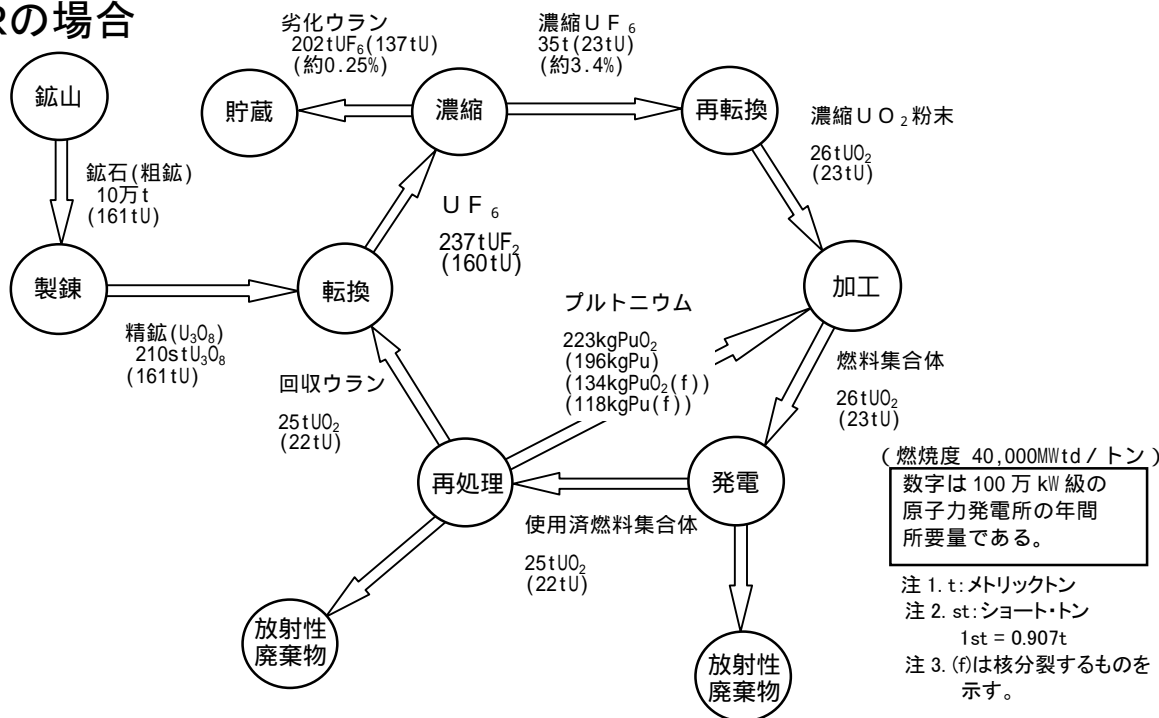 Rの場合
劣化ウラン
202tUF₆(137tU)
(約0.25%)
濃縮UF₆
35t(23tU)
(約3.4%)
鉱山
貯蔵
濃縮
再転換
濃縮UO₂粉末
26tUO₂
(23tU)
鉱石(粗鉱)
10万t
(161tU)
UF₆
237tUF₂
(160tU)
製錬
転換
加工
精鉱(U₃O₈)
210stU₃O₈
(161tU)
プルトニウム
223kgPuO₂
(196kgPu)
(134kgPuO₂(f))
(118kgPu(f))
回収ウラン
25tUO₂
(22tU)
燃料集合体
26tUO₂
(23tU)
再処理
発電
使用済燃料集合体
25tUO₂
(22tU)
(燃焼度 40,000MWtd/トン)
数字は100万kW級の
原子力発電所の年間
所要量である。
注1. t:メトリックトン
注2. st:ショート・トン
1st = 0.907t
注3. (f)は核分裂するものを
示す。
放射性
廃棄物
放射性
廃棄物